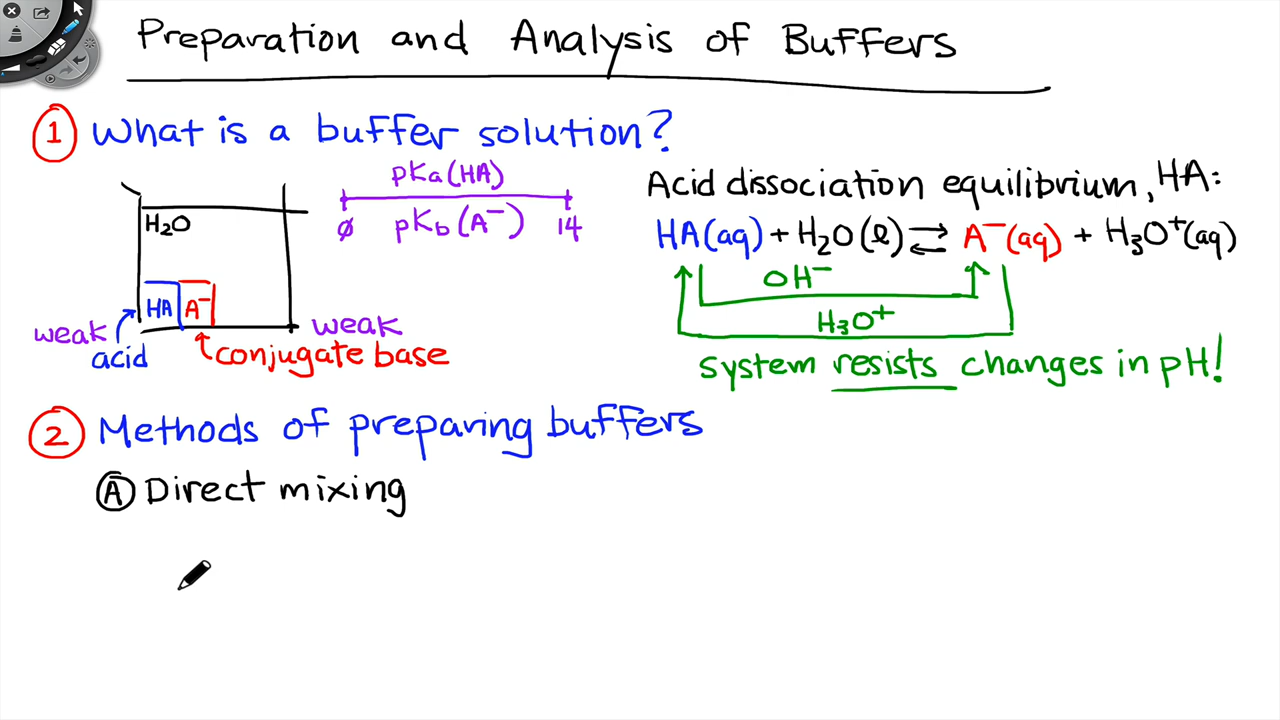 Preparation and Analysis of Buffers
① What is a buffer solution?
pKa(HA)
0 pKb(A⁻) 14
H₂O
HA A⁻
weak acid
weak conjugate base
Acid dissociation equilibrium, HA:
HA(aq) + H₂O(l) ⇌ A⁻(aq) + H₃O⁺(aq)
OH⁻
H₃O⁺
system resists changes in pH!
② Methods of preparing buffers
Ⓐ Direct mixing